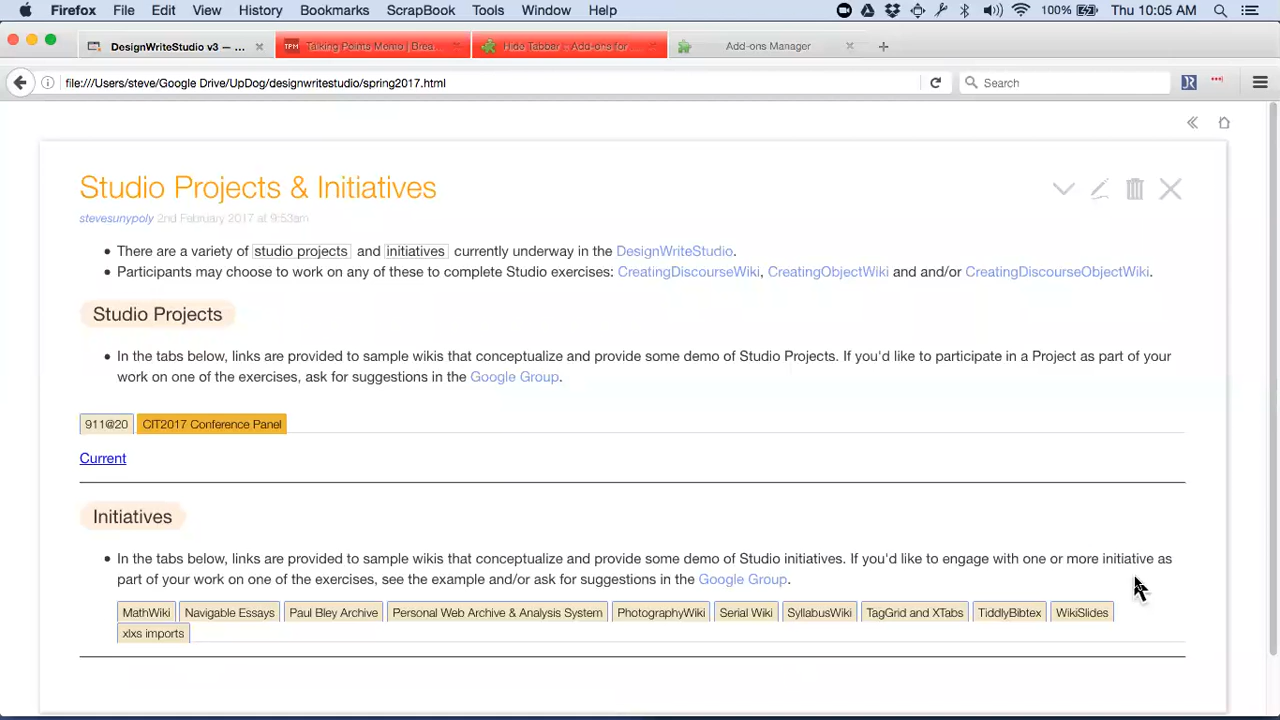 Firefox File Edit View History Bookmarks ScrapBook Tools Window Help 100% Thu 10:05 AM
DesignWriteStudio v3 — ... Talking Points Memo | Brea... Hide Tabbar :: Add-ons for ... Add-ons Manager
file:///Users/steve/Google Drive/UpDog/designwritestudio/spring2017.html Search
Studio Projects & Initiatives
stevesunypoly 2nd February 2017 at 9:53am
There are a variety of studio projects and initiatives currently underway in the DesignWriteStudio.
Participants may choose to work on any of these to complete Studio exercises: CreatingDiscourseWiki, CreatingObjectWiki and and/or CreatingDiscourseObjectWiki.
Studio Projects
In the tabs below, links are provided to sample wikis that conceptualize and provide some demo of Studio Projects. If you'd like to participate in a Project as part of your
work on one of the exercises, ask for suggestions in the Google Group.
911@20 CIT2017 Conference Panel
Current
Initiatives
In the tabs below, links are provided to sample wikis that conceptualize and provide some demo of Studio initiatives. If you'd like to engage with one or more initiative as
part of your work on one of the exercises, see the example and/or ask for suggestions in the Google Group.
MathWiki Navigable Essays Paul Bley Archive Personal Web Archive & Analysis System PhotographyWiki Serial Wiki SyllabusWiki TagGrid and XTabs TiddlyBibtex WikiSlides
xlxs imports